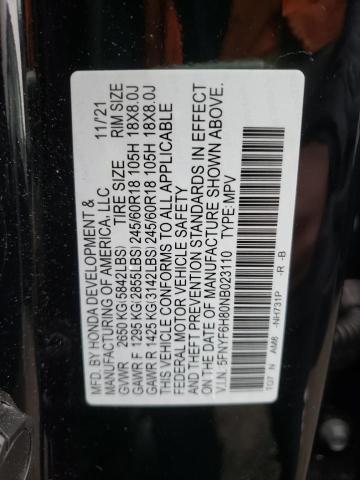 MFD. BY HONDA DEVELOPMENT & 11/21
MANUFACTURING OF AMERICA, LLC
GVWR 2650 KG(5842LBS) TIRE SIZE RIM SIZE
GAWR F 1295 KG(2855LBS) 245/60R18 105H 18X8.0J
GAWR R 1425 KG(3142LBS) 245/60R18 105H 18X8.0J
THIS VEHICLE CONFORMS TO ALL APPLICABLE
FEDERAL MOTOR VEHICLE SAFETY
AND THEFT PREVENTION STANDARDS IN EFFECT
ON THE DATE OF MANUFACTURE SHOWN ABOVE.
V.I.N. 5FNYF6H80NB023110 TYPE: MPV
TG7 N AM8 -NH731P -R -B